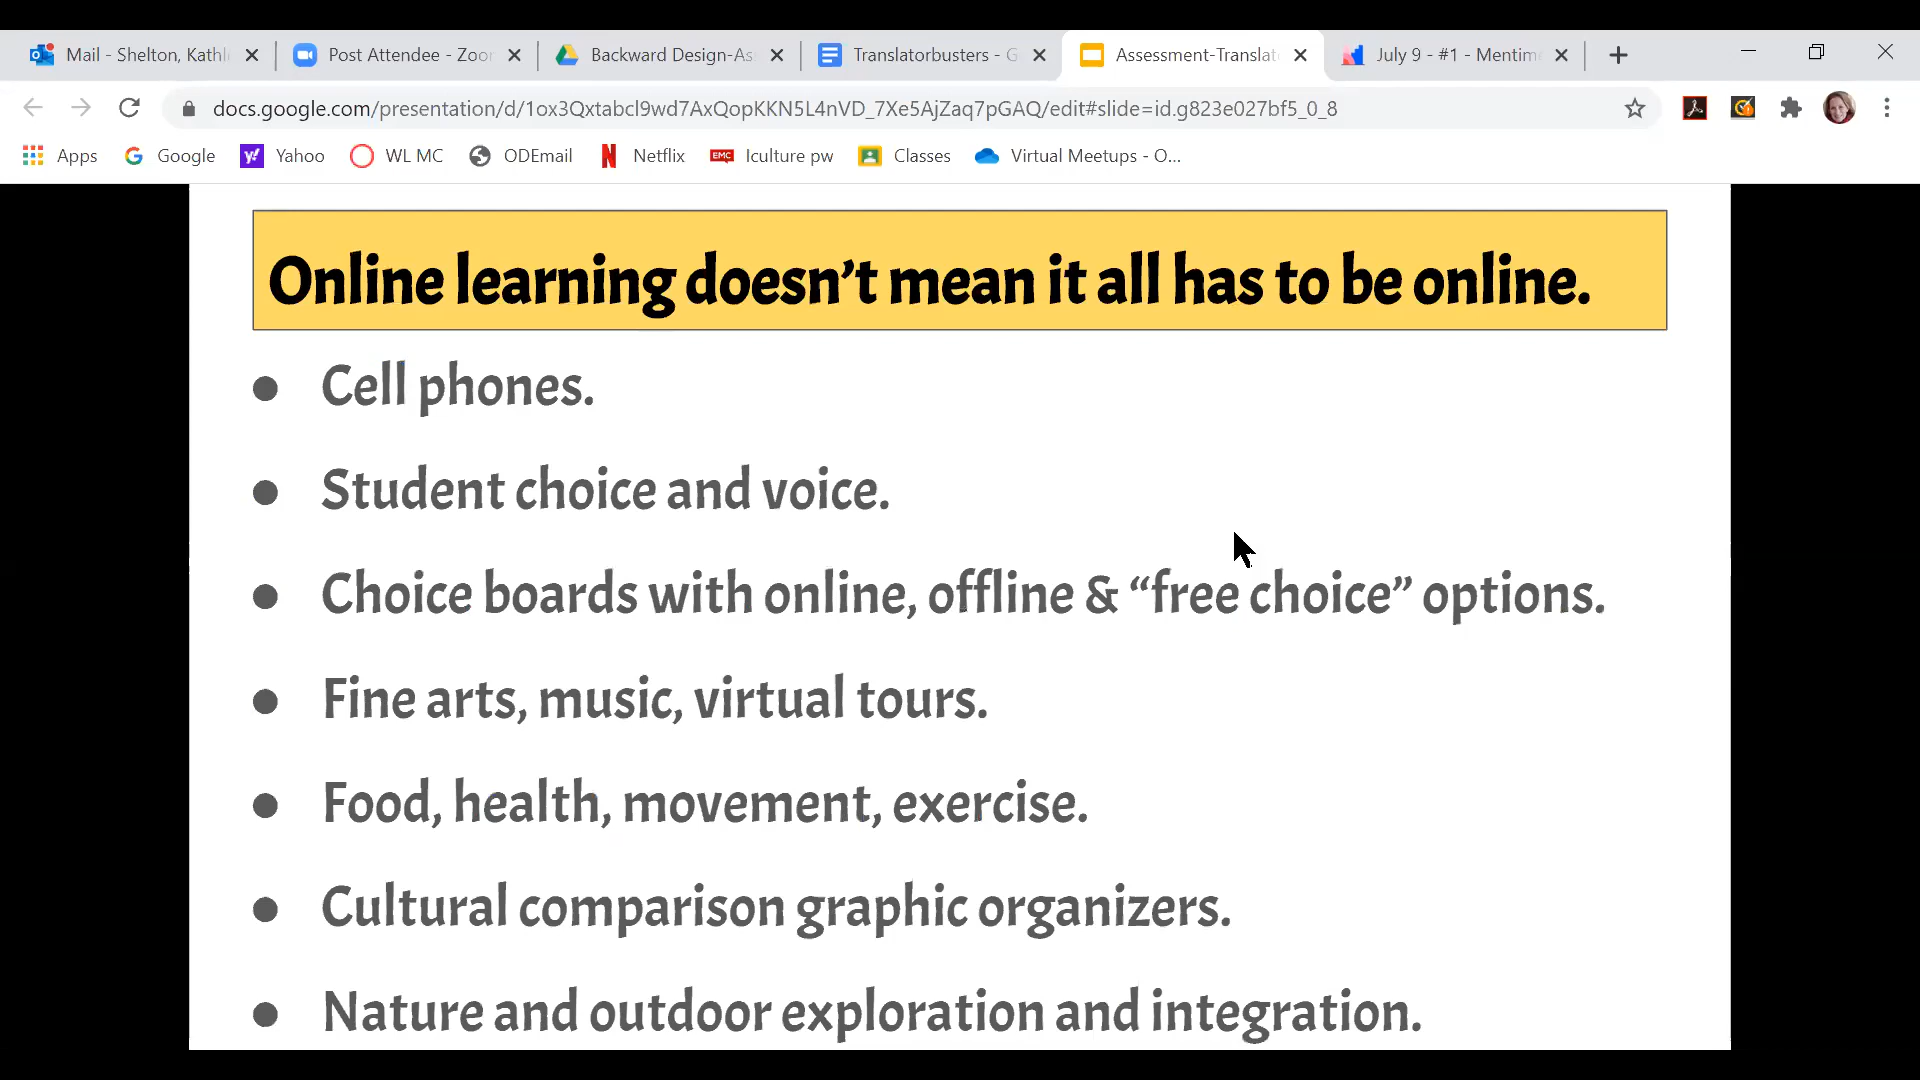 Mail - Shelton, Kathl
Post Attendee - Zoo
Backward Design-As
Translatorbusters - G
Assessment-Translat
July 9 - #1 - Mentim
docs.google.com/presentation/d/1ox3Qxtabcl9wd7AxQopKKN5L4nVD_7Xe5AjZaq7pGAQ/edit#slide=id.g823e027bf5_0_8
Apps
Google
Yahoo
WL MC
ODEmail
Netflix
EMC
Iculture pw
Classes
Virtual Meetups - O...
Online learning doesn’t mean it all has to be online.
● Cell phones.
● Student choice and voice.
● Choice boards with online, offline & “free choice” options.
● Fine arts, music, virtual tours.
● Food, health, movement, exercise.
● Cultural comparison graphic organizers.
● Nature and outdoor exploration and integration.